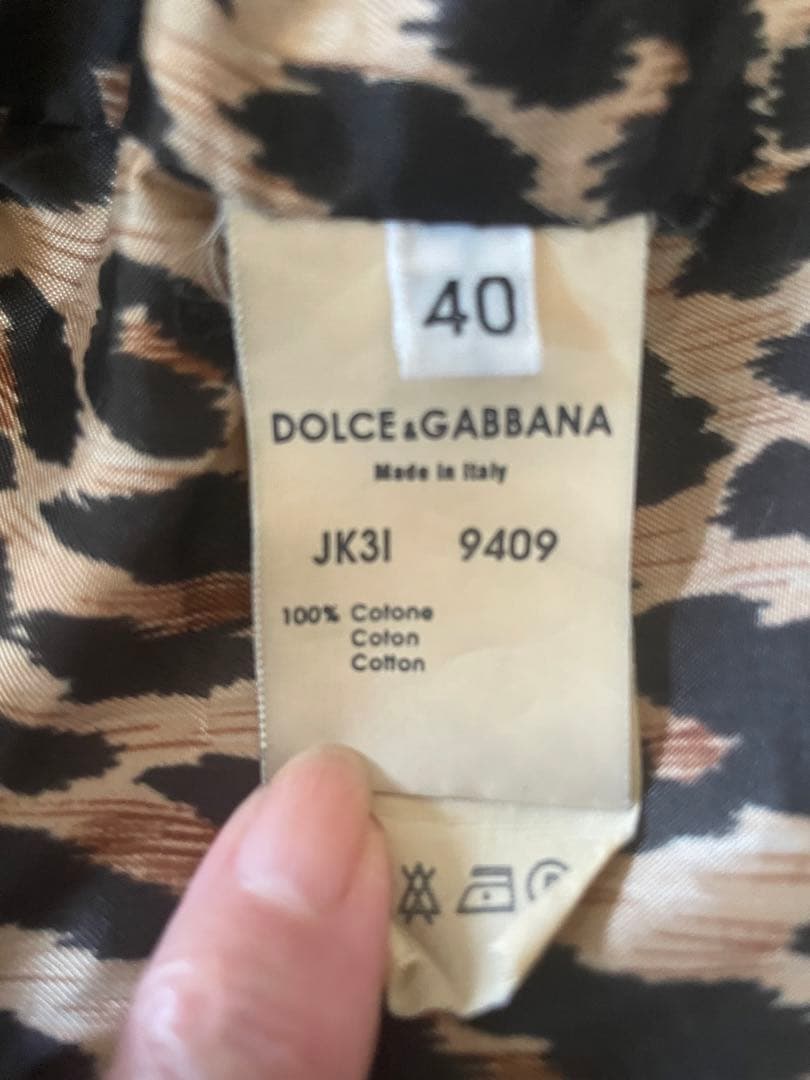 40
DOLCE&GABBANA
Made in Italy
JK3I 9409
100% Cotone
Coton
Cotton